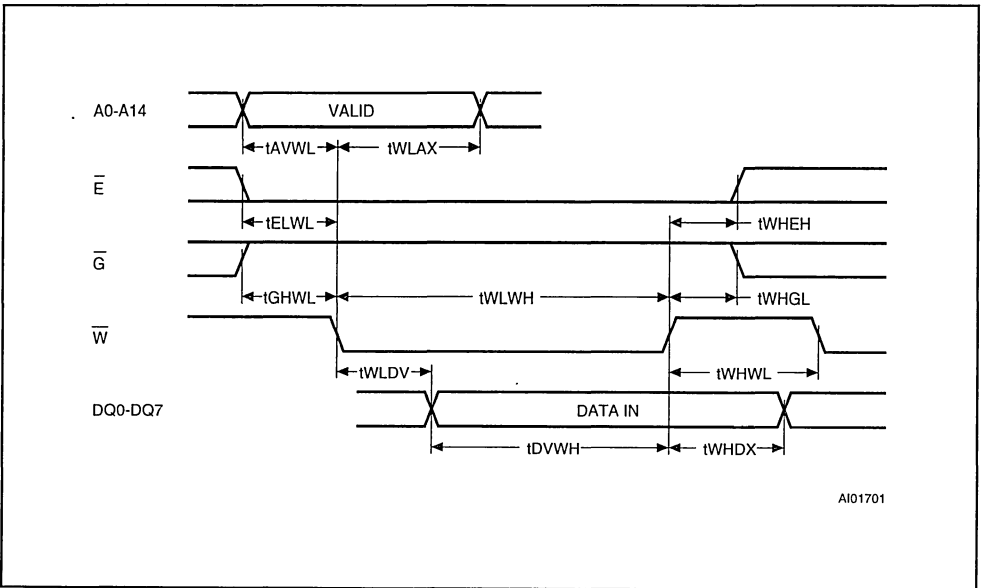 A0-A14 VALID
tAVWL tWLAX
E̅
tELWL tWHEH
G̅
tGHWL tWLWH tWHGL
W̅
tWLDV tWHWL
DQ0-DQ7 DATA IN
tDVWH tWHDX
AI01701